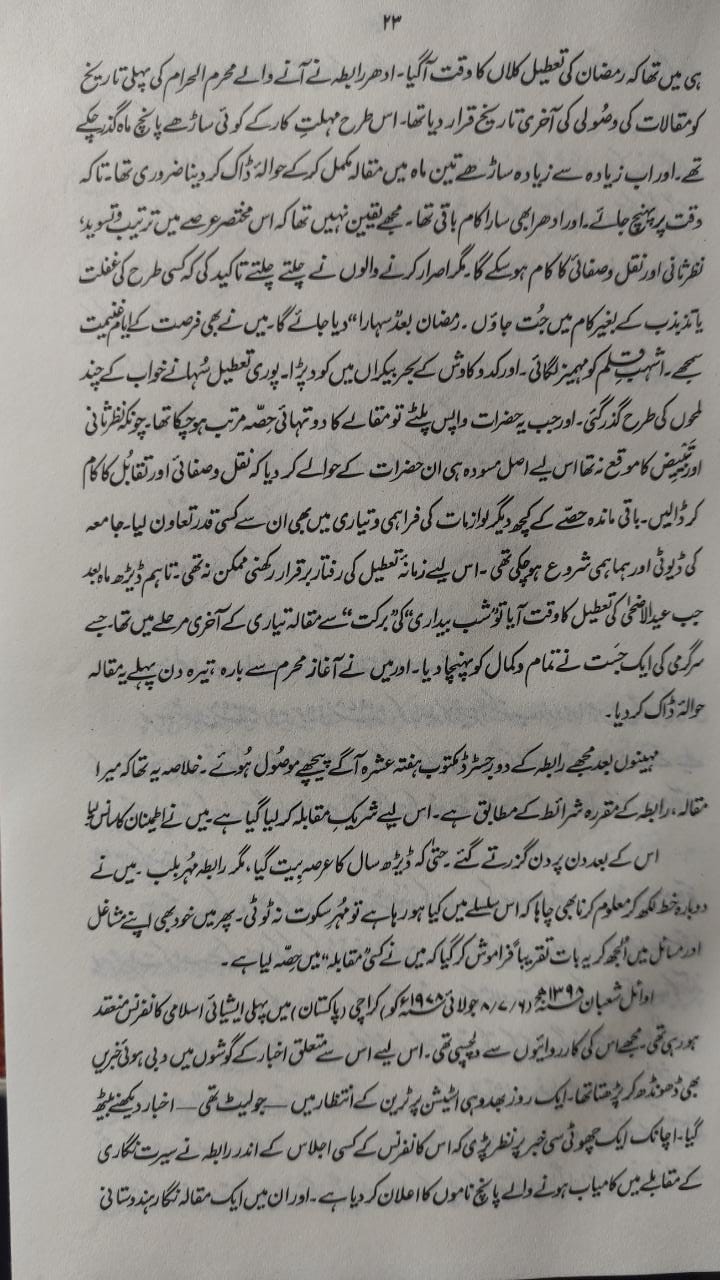 ۲۳
ہی میں تھا کہ رمضان کی تعطیل کلاں کا وقت آگیا۔ ادھر رابطہ نے آنے والے محرم الحرام کی پہلی تاریخ
کو مقالات کی وصُولی کی آخری تاریخ قرار دیا تھا۔ اس طرح مہلتِ کار کے کوئی ساڑھے پانچ ماہ گذر چکے
تھے۔ اور اب زیادہ سے زیادہ ساڑھے تین ماہ میں مقالہ مکمل کرکے حوالۂ ڈاک کر دینا ضروری تھا۔ تاکہ
وقت پر پہنچ جائے۔ اور ادھر ابھی سارا کام باقی تھا۔ مجھے یقین نہیں تھا کہ اس مختصر عرصے میں ترتیب و تسوید،
نظرثانی اور نقل و صفائی کا کام ہو سکے گا۔ مگر اصرار کرنے والوں نے چلتے چلتے تاکید کی کہ کسی طرح کی غفلت
یا تذبذب کے بغیر کام میں جُت جاؤں ۔ رمضان بعد ”سہارا“ دیا جائے گا۔ میں نے بھی فرصت کے ایام غنیمت
سمجھے۔ اشہبِ قلم کو مہمیز لگائی۔ اور کد و کاوش کے بحرِ بیکراں میں کود پڑا۔ پوری تعطیل سُہانے خواب کے چند
لمحوں کی طرح گذر گئی۔ اور جب یہ حضرات واپس پلٹے تو مقالے کا دو تہائی حصّہ مرتب ہو چکا تھا۔ چونکہ نظرثانی
اور تَبْیِیض کا موقع نہ تھا اس لیے اصل مسودہ ہی ان حضرات کے حوالے کر دیا کہ نقل و صفائی اور تقابُل کا کام
کر ڈالیں۔ باقی ماندہ حصّے کے کچھ دیگر لوازمات کی فراہمی و تیاری میں بھی ان سے کسی قدر تعاون لیا۔ جامعہ
کی ڈیوٹی اور ہماہمی شروع ہو چکی تھی ۔ اس لیے زمانۂ تعطیل کی رفتار برقرار رکھنی ممکن نہ تھی۔ تاہم ڈیڑھ ماہ بعد
جب عید الاضحیٰ کی تعطیل کا وقت آیا تو ”شب بیداری“ کی ”برکت“ سے مقالہ تیاری کے آخری مرحلے میں تھا۔ جسے
سرگرمی کی ایک جَست نے تمام و کمال کو پہنچا دیا۔ اور میں نے آغازِ محرم سے بارہ تیرہ دن پہلے یہ مقالہ
حوالۂ ڈاک کر دیا۔
مہینوں بعد مجھے رابطہ کے دو رجسٹرڈ مکتوب ہفتہ عشرہ آگے پیچھے موصُول ہُوئے ۔ خلاصہ یہ تھا کہ میرا
مقالہ، رابطہ کے مقررہ شرائط کے مطابق ہے۔ اس لیے شریکِ مقابلہ کر لیا گیا ہے۔ میں نے اطمینان کا سانس لیا
اس کے بعد دن پر دن گزرتے گئے ۔ حتیٰ کہ ڈیڑھ سال کا عرصہ بِیت گیا، مگر رابطہ مہر بلب ۔ میں نے
دوبارہ خط لکھ کر معلوم کرنا بھی چاہا کہ اس سلسلے میں کیا ہو رہا ہے تو مُہرِ سکوت نہ ٹوٹی ۔ پھر میں خود بھی اپنے مشاغل
اور مسائل میں اُلجھ کر یہ بات تقریباً فراموش کر گیا کہ میں نے کسی ”مقابلہ“ میں حصّہ لیا ہے ۔
اوائل شعبان ۱۳۹۸ھ (۶/ ۷/ ۸ جولائی ۱۹۷۸ء کو) کراچی (پاکستان) میں پہلی ایشیائی اسلامی کانفرنس منعقد
ہو رہی تھی۔ مجھے اس کی کارروائیوں سے دلچسپی تھی۔ اس لیے اس سے متعلق اخبار کے گوشوں میں دبی ہوئی خبریں
بھی ڈھونڈھ کر پڑھتا تھا۔ ایک روز بھدوہی اسٹیشن پر ٹرین کے انتظار میں — جو لیٹ تھی — اخبار دیکھنے بیٹھ
گیا۔ اچانک ایک چھوٹی سی خبر پر نظر پڑی کہ اس کانفرنس کے کسی اجلاس کے اندر رابطہ نے سیرت نگاری
کے مقابلے میں کامیاب ہونے والے پانچ ناموں کا اعلان کر دیا ہے۔ اور ان میں ایک مقالہ نگار ہندوستانی